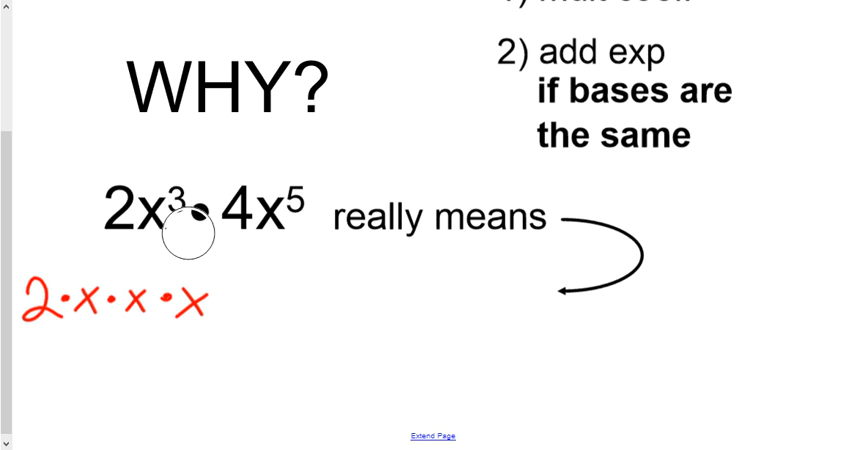 2) add exp
if bases are
the same
WHY?
2x³ • 4x⁵ really means
2 • x • x • x
Extend Page